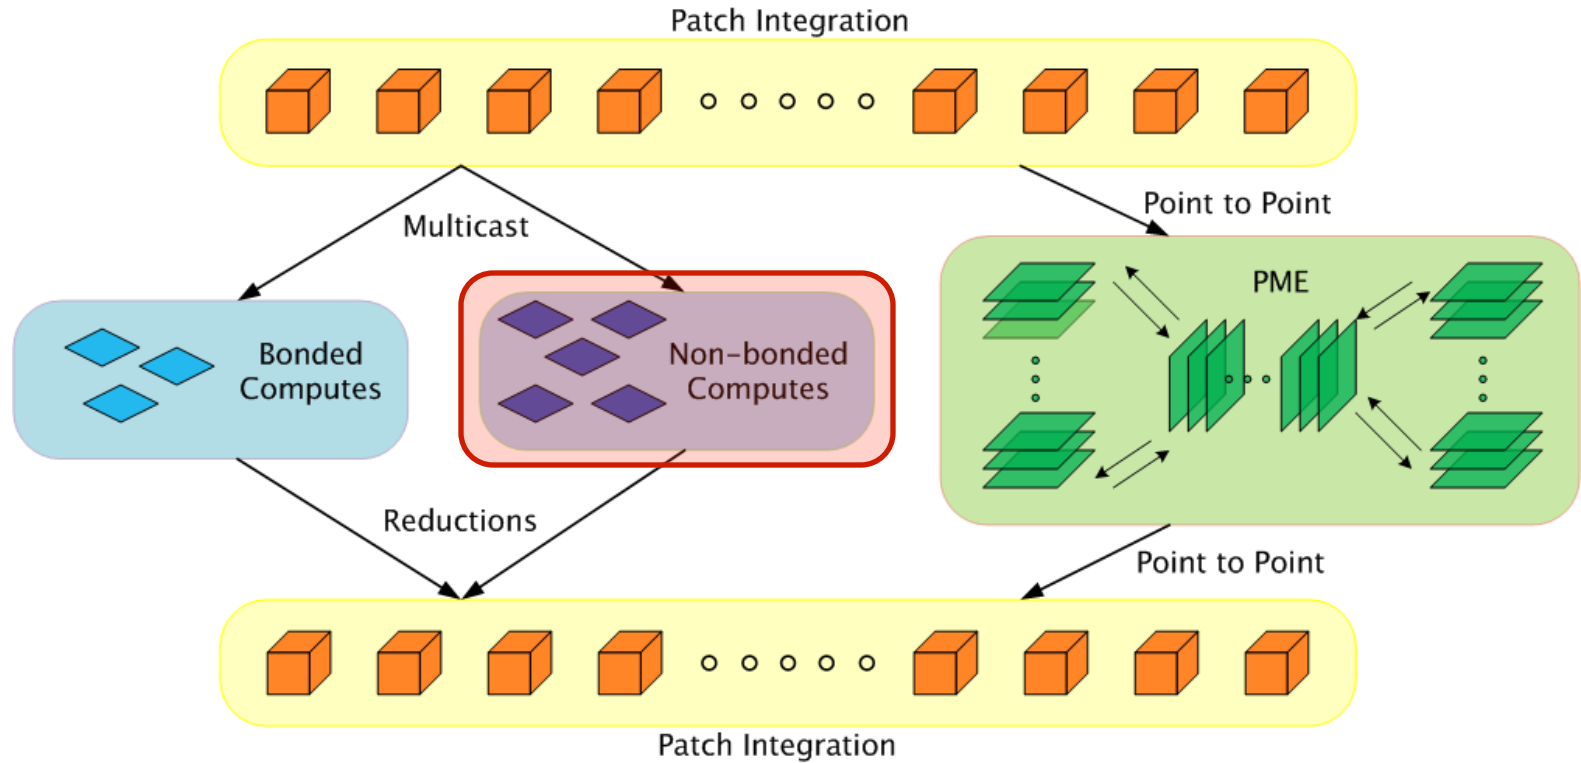 Patch Integration
Multicast
Point to Point
PME
Bonded
Computes
Non-bonded
Computes
Reductions
Point to Point
Patch Integration